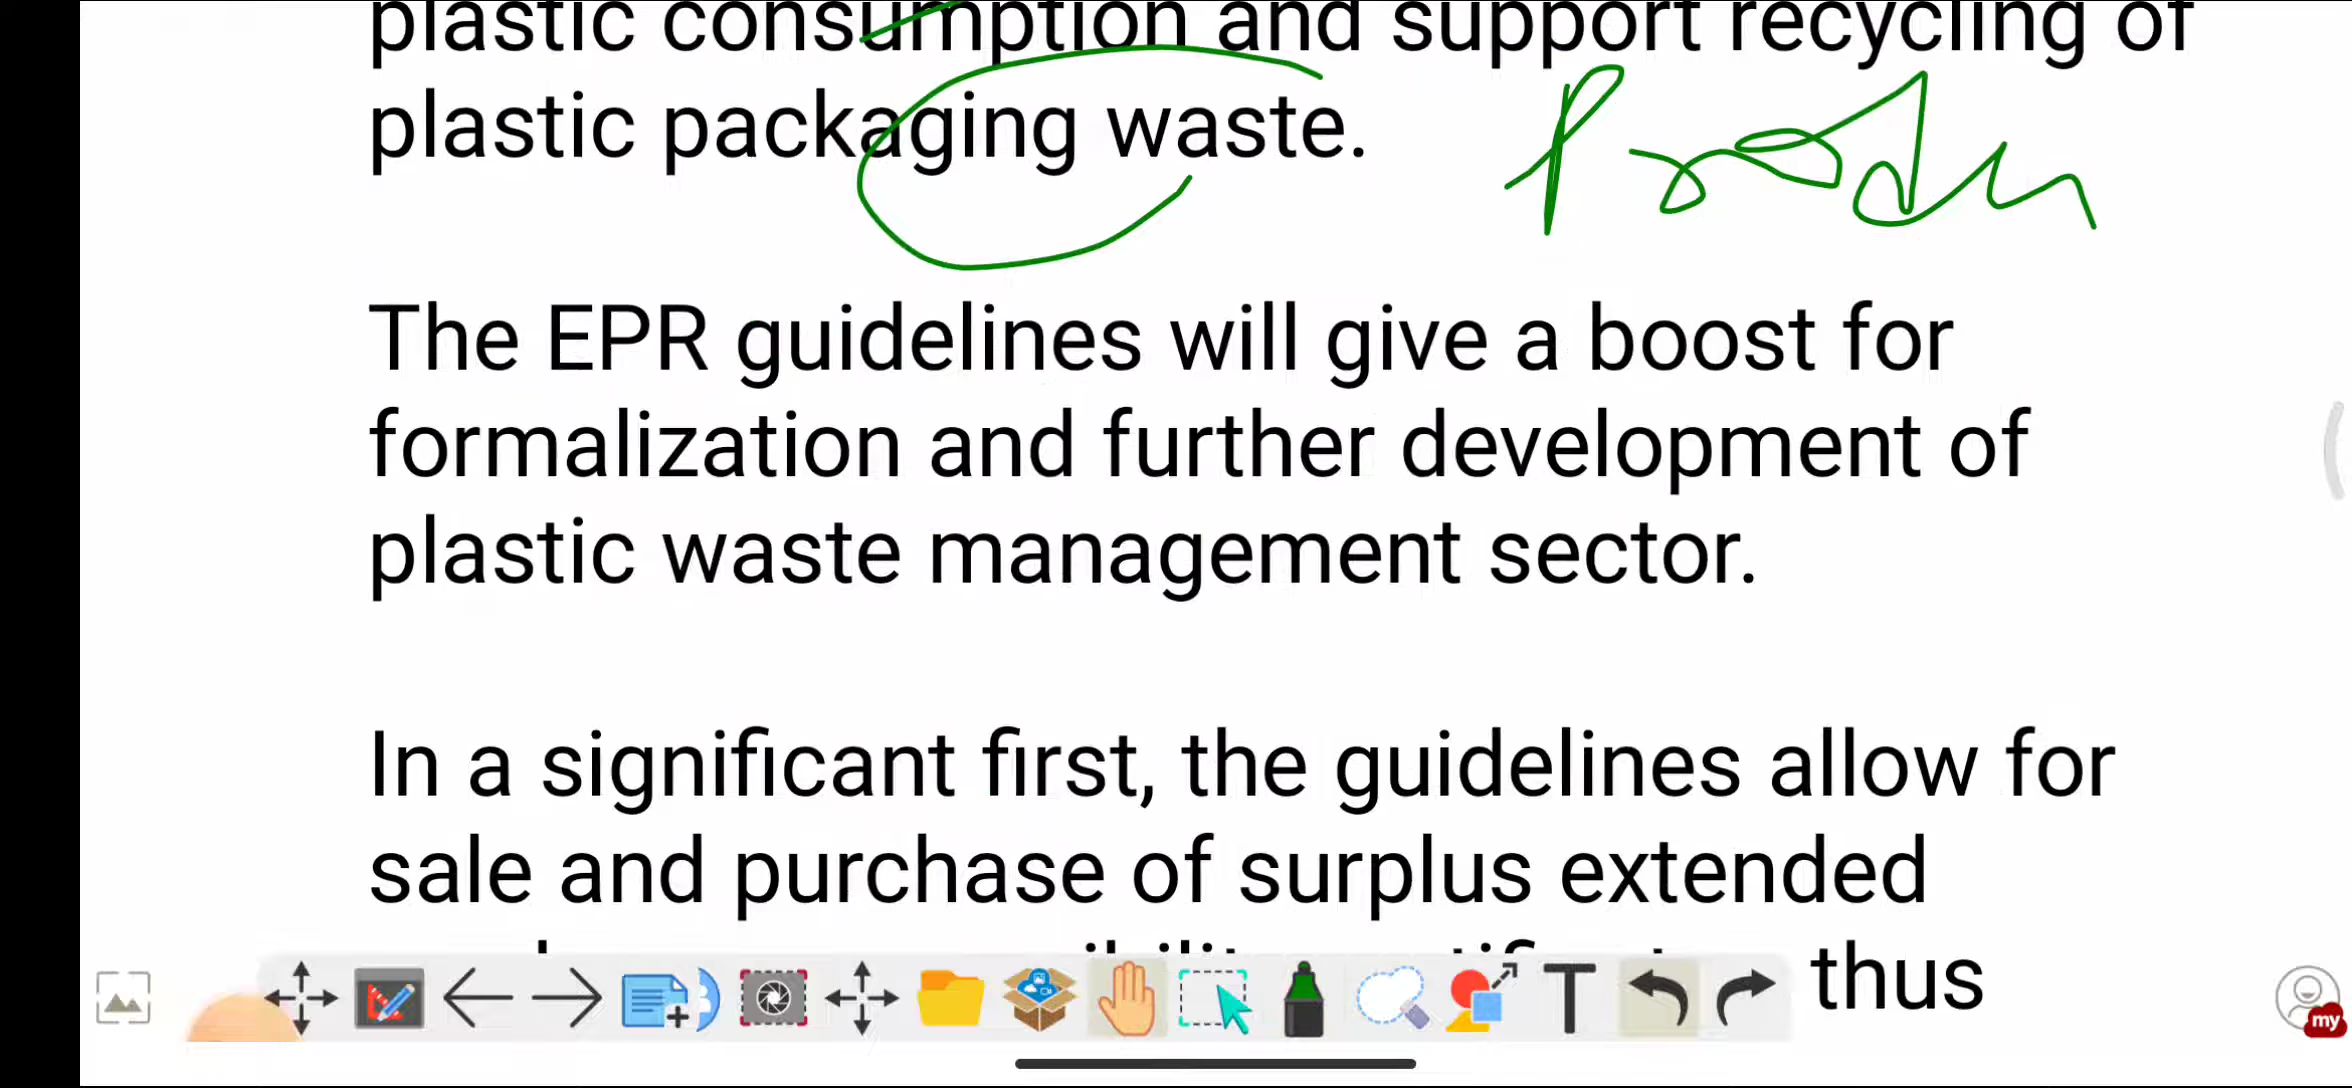 plastic consumption and support recycling of
plastic packaging waste.
The EPR guidelines will give a boost for
formalization and further development of
plastic waste management sector.
In a significant first, the guidelines allow for
sale and purchase of surplus extended
thus
T
my